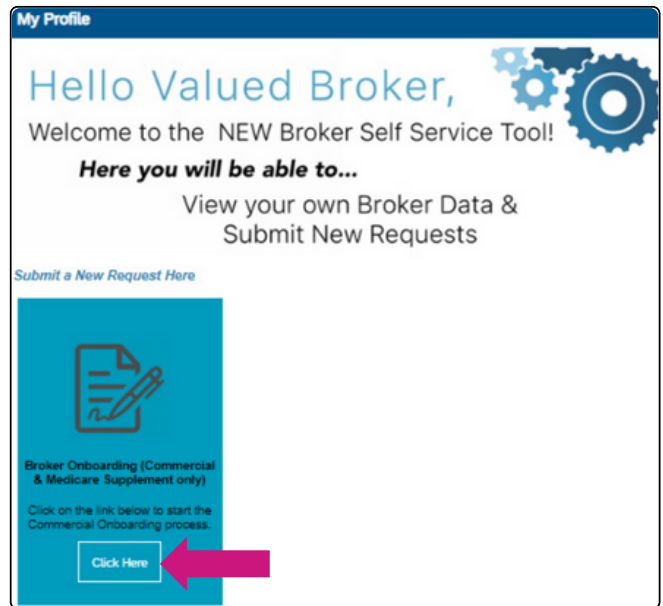 My Profile
Hello Valued Broker,
Welcome to the NEW Broker Self Service Tool!
Here you will be able to...
View your own Broker Data &
Submit New Requests
Submit a New Request Here
Broker Onboarding (Commercial
& Medicare Supplement only)
Click on the link below to start the
Commercial Onboarding process.
Click Here